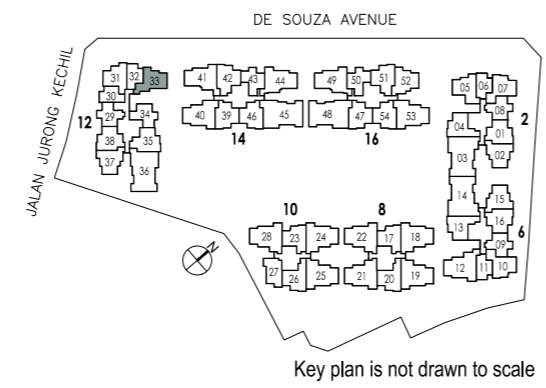 DE SOUZA AVENUE
JALAN JURONG KECHIL
31 32 33 41 42 43 44 49 50 51 52 05 06 07
30 08
29 34 40 39 46 45 48 47 54 53 04 01 2
12 14 16
38 35 03 02
37 36
14 15
10 8 13 16 6
28 23 24 22 17 18 09
27 26 25 21 20 19 12 11 10
N
Key plan is not drawn to scale